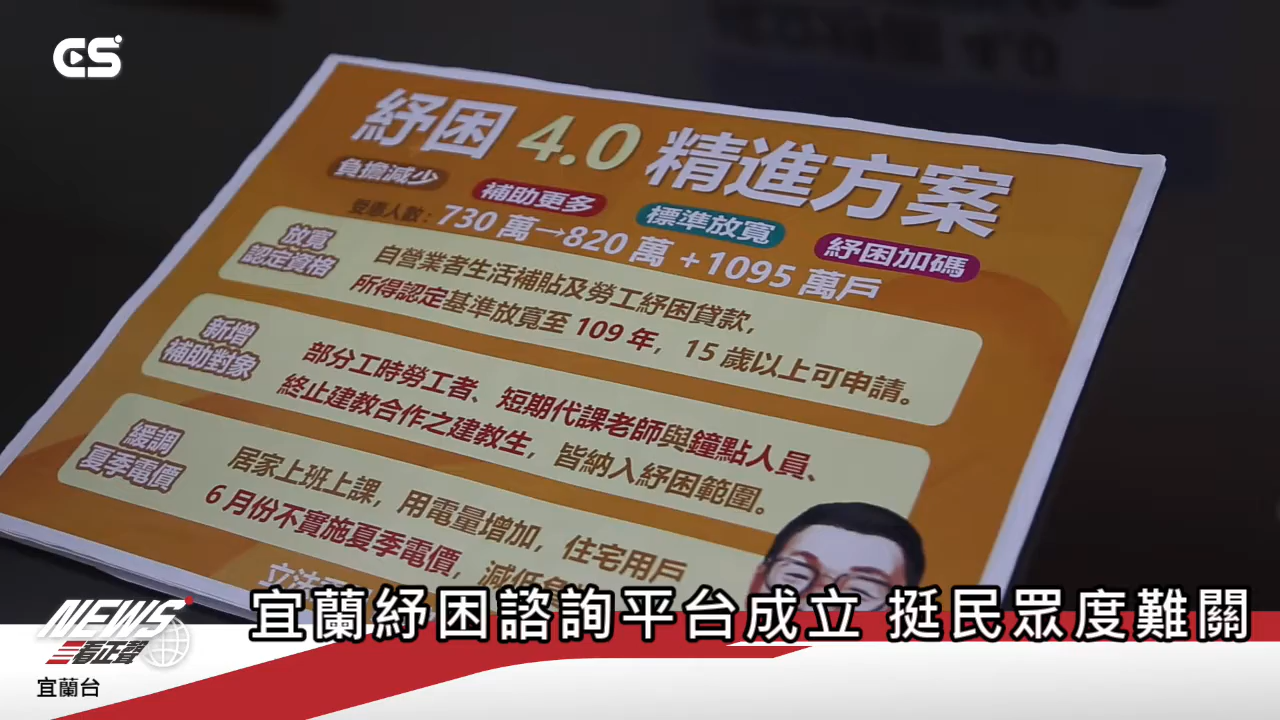 CS
紓困 4.0 精進方案
負擔減少
補助更多
標準放寬
紓困加碼
受惠人數：730 萬→820 萬 + 1095 萬戶
放寬
認定資格
自營業者生活補貼及勞工紓困貸款，
所得認定基準放寬至 109 年，15 歲以上可申請。
新增
補助對象
部分工時勞工者、短期代課老師與鐘點人員、
終止建教合作之建教生，皆納入紓困範圍。
緩調
夏季電價
居家上班上課，用電量增加，住宅用戶
6 月份不實施夏季電價，減低負
立法
宜蘭紓困諮詢平台成立 挺民眾度難關
NEWS
看正聲
宜蘭台